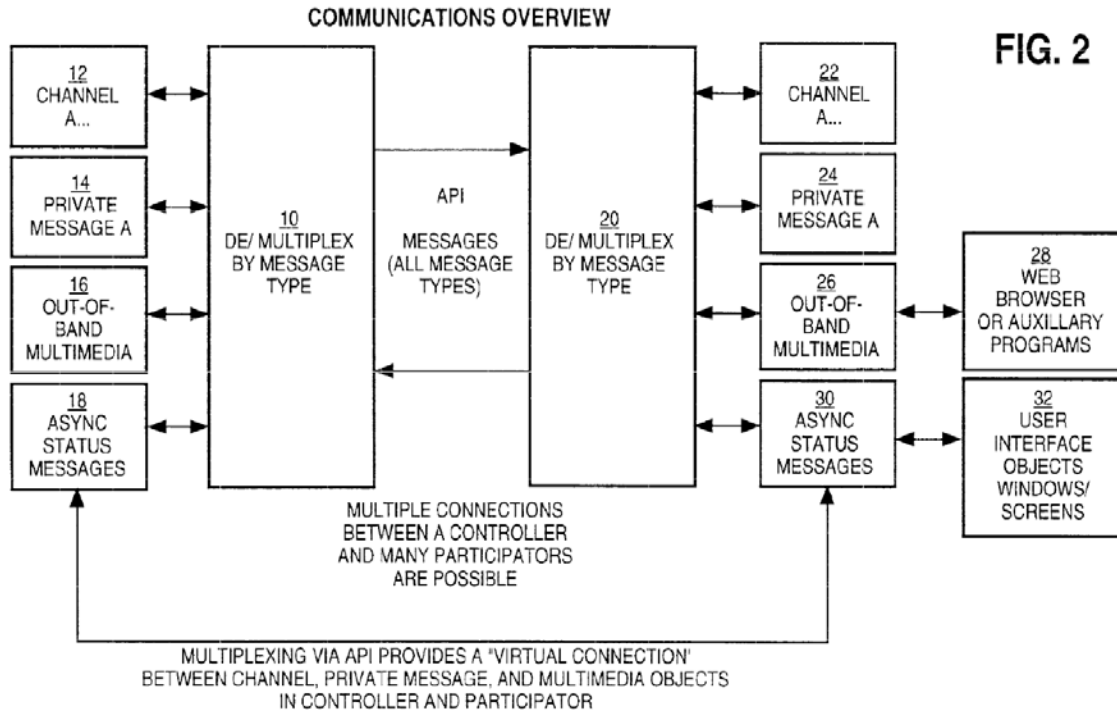 COMMUNICATIONS OVERVIEW
FIG. 2
12
CHANNEL
A...
14
PRIVATE
MESSAGE A
16
OUT-OF-
BAND
MULTIMEDIA
18
ASYNC
STATUS
MESSAGES
10
DE/ MULTIPLEX
BY MESSAGE
TYPE
API
MESSAGES
(ALL MESSAGE
TYPES)
20
DE/ MULTIPLEX
BY MESSAGE
TYPE
22
CHANNEL
A...
24
PRIVATE
MESSAGE A
26
OUT-OF-
BAND
MULTIMEDIA
30
ASYNC
STATUS
MESSAGES
28
WEB
BROWSER
OR AUXILLARY
PROGRAMS
32
USER
INTERFACE
OBJECTS
WINDOWS/
SCREENS
MULTIPLE CONNECTIONS
BETWEEN A CONTROLLER
AND MANY PARTICIPATORS
ARE POSSIBLE
MULTIPLEXING VIA API PROVIDES A "VIRTUAL CONNECTION'
BETWEEN CHANNEL, PRIVATE MESSAGE, AND MULTIMEDIA OBJECTS
IN CONTROLLER AND PARTICIPATOR